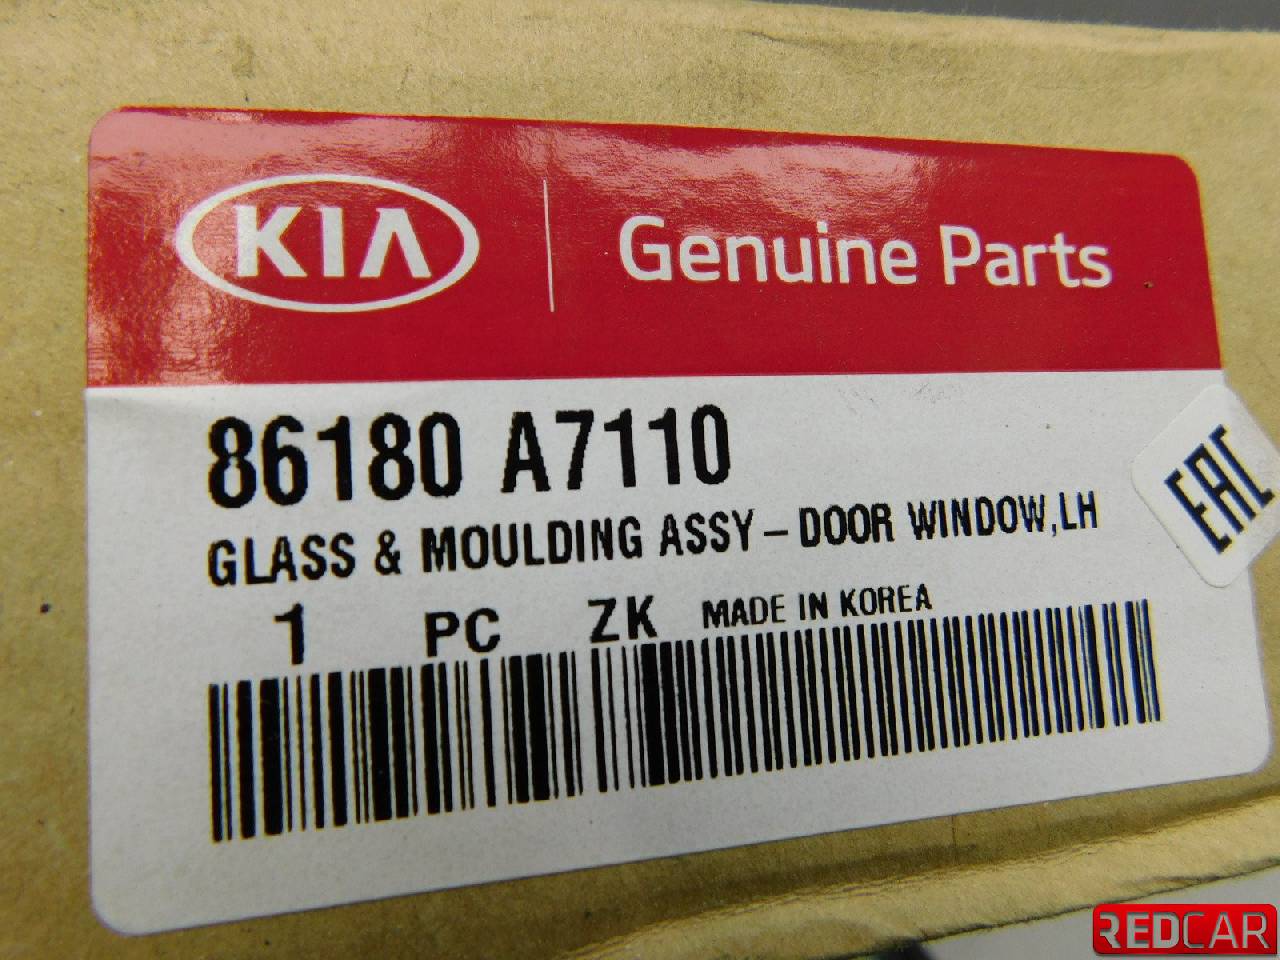 KIA Genuine Parts
86180 A7110
GLASS & MOULDING ASSY-DOOR WINDOW,LH
EAC
1 PC ZK MADE IN KOREA
REDCAR